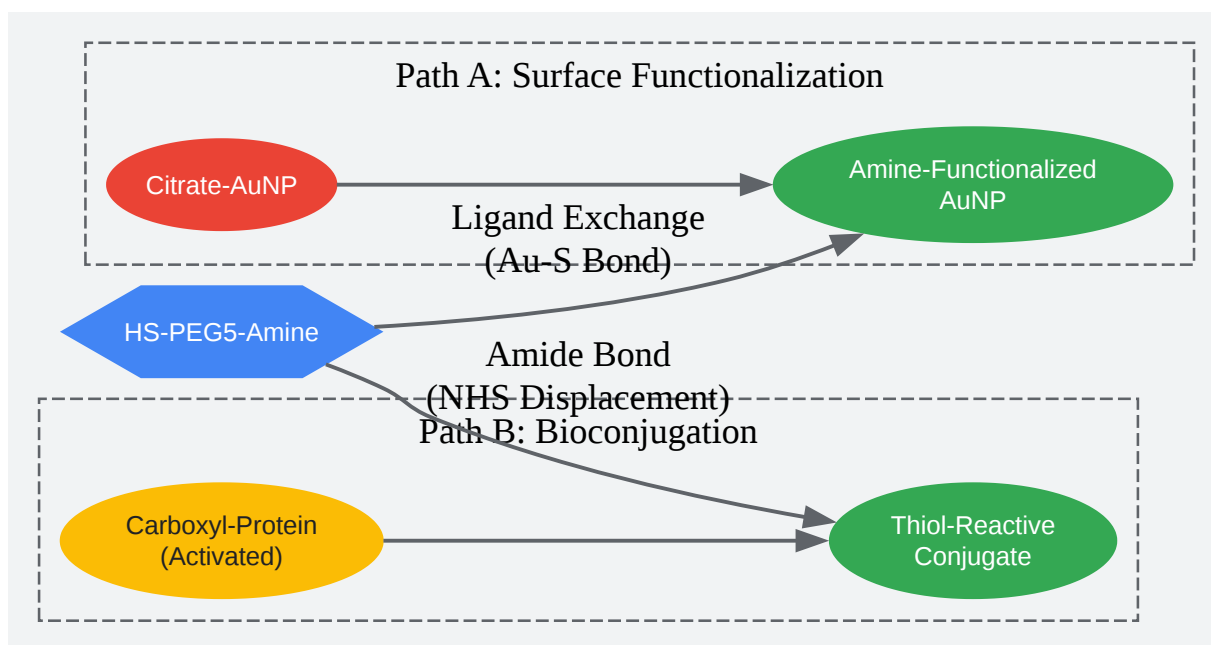 Path A: Surface Functionalization
Citrate-AuNP
Amine-Functionalized
AuNP
Ligand Exchange
(Au-S Bond)
HS-PEG5-Amine
Amide Bond
(NHS Displacement)
Path B: Bioconjugation
Carboxyl-Protein
(Activated)
Thiol-Reactive
Conjugate